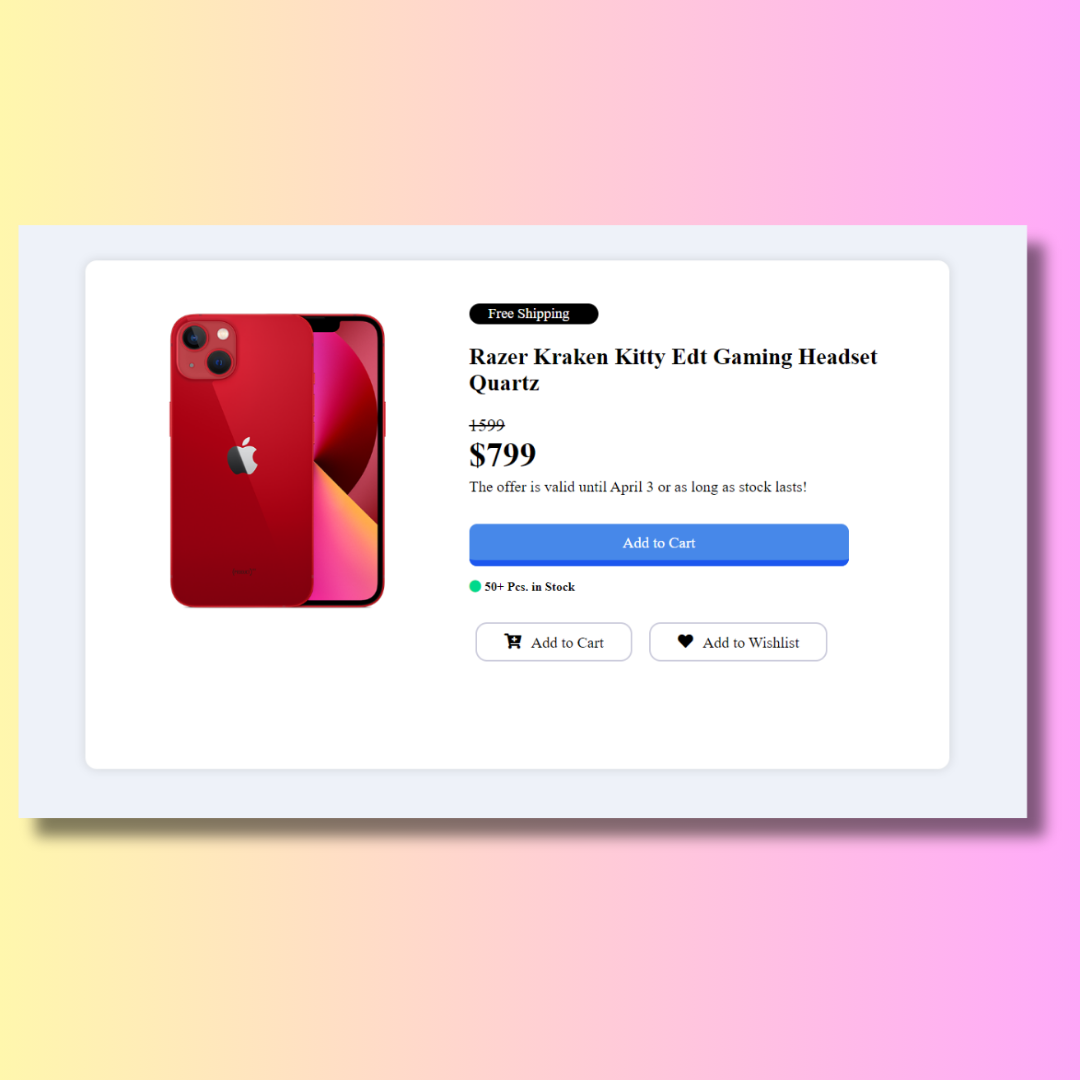 Free Shipping
Razer Kraken Kitty Edt Gaming Headset
Quartz
1599
$799
The offer is valid until April 3 or as long as stock lasts!
Add to Cart
50+ Pcs. in Stock
Add to Cart
Add to Wishlist